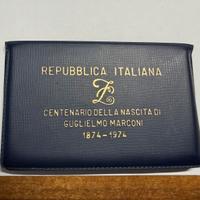 REPUBBLICA ITALIANA
CENTENARIO DELLA NASCITA DI
GUGLIELMO MARCONI
1874-1974